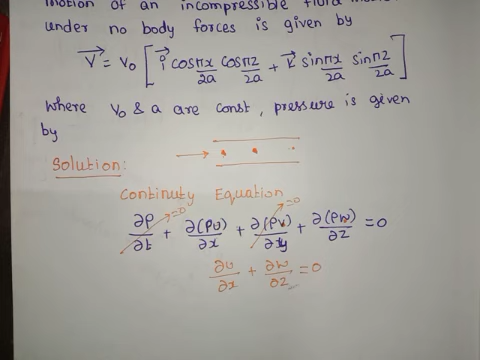 motion of an incompressible fluid
under no body forces is given by
V⃗ = V₀ [ i⃗ cos πx/2a cos πz/2a + k⃗ sin πx/2a sin πz/2a ]
where V₀ & a are const, pressure is given
by
Solution:
Continuty Equation
∂ρ/∂t =0 + ∂(ρu)/∂x + ∂(ρv)/∂y =0 + ∂(ρw)/∂z = 0
∂u/∂x + ∂w/∂z = 0